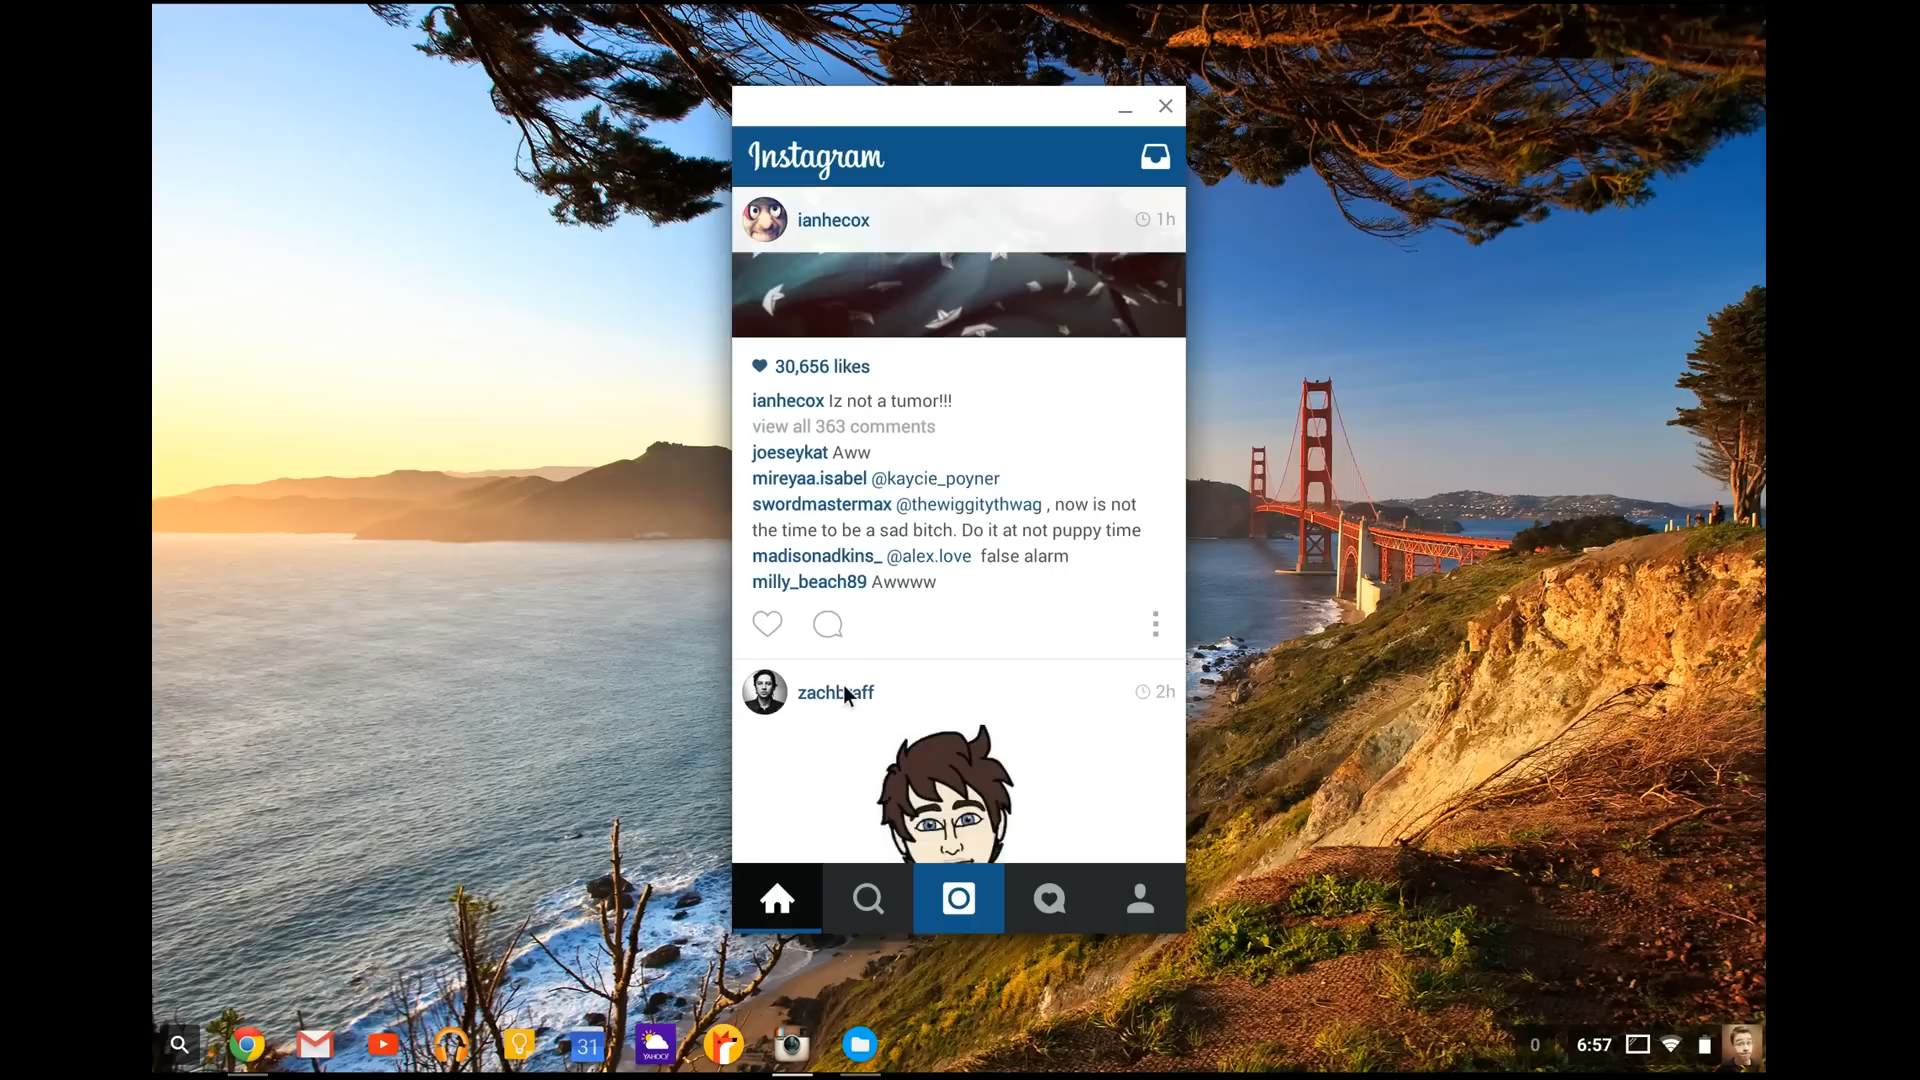 Instagram
ianhecox
1h
30,656 likes
ianhecox Iz not a tumor!!!
view all 363 comments
joeseykat Aww
mireyaa.isabel @kaycie_poyner
swordmastermax @thewiggitythwag , now is not
the time to be a sad bitch. Do it at not puppy time
madisonadkins_ @alex.love false alarm
milly_beach89 Awwww
zachbraff
2h
31
YAHOO!
0
6:57